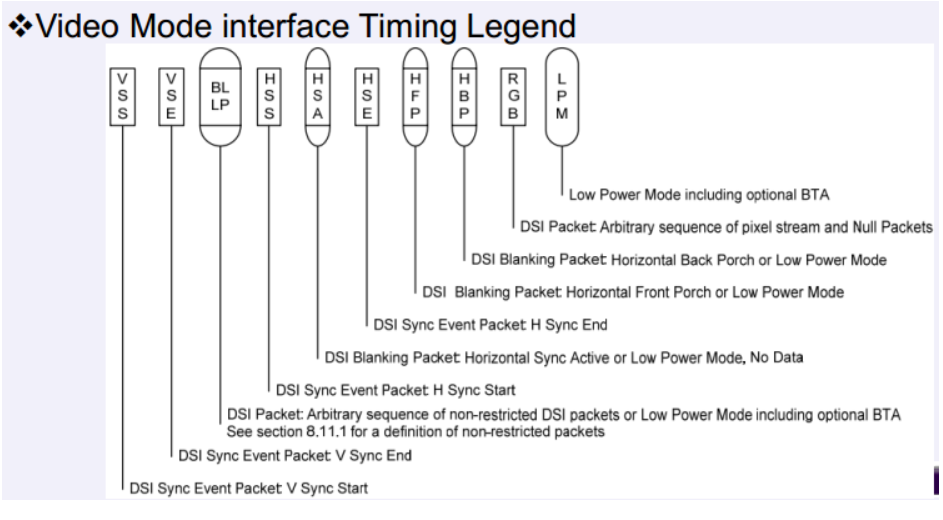 ❖Video Mode interface Timing Legend
VSS
VSE
BL
LP
HSS
HSA
HSE
HFP
HBP
RGB
LPM
Low Power Mode including optional BTA
DSI Packet: Arbitrary sequence of pixel stream and Null Packets
DSI Blanking Packet: Horizontal Back Porch or Low Power Mode
DSI Blanking Packet: Horizontal Front Porch or Low Power Mode
DSI Sync Event Packet: H Sync End
DSI Blanking Packet: Horizontal Sync Active or Low Power Mode, No Data
DSI Sync Event Packet: H Sync Start
DSI Packet: Arbitrary sequence of non-restricted DSI packets or Low Power Mode including optional BTA
See section 8.11.1 for a definition of non-restricted packets
DSI Sync Event Packet: V Sync End
DSI Sync Event Packet: V Sync Start